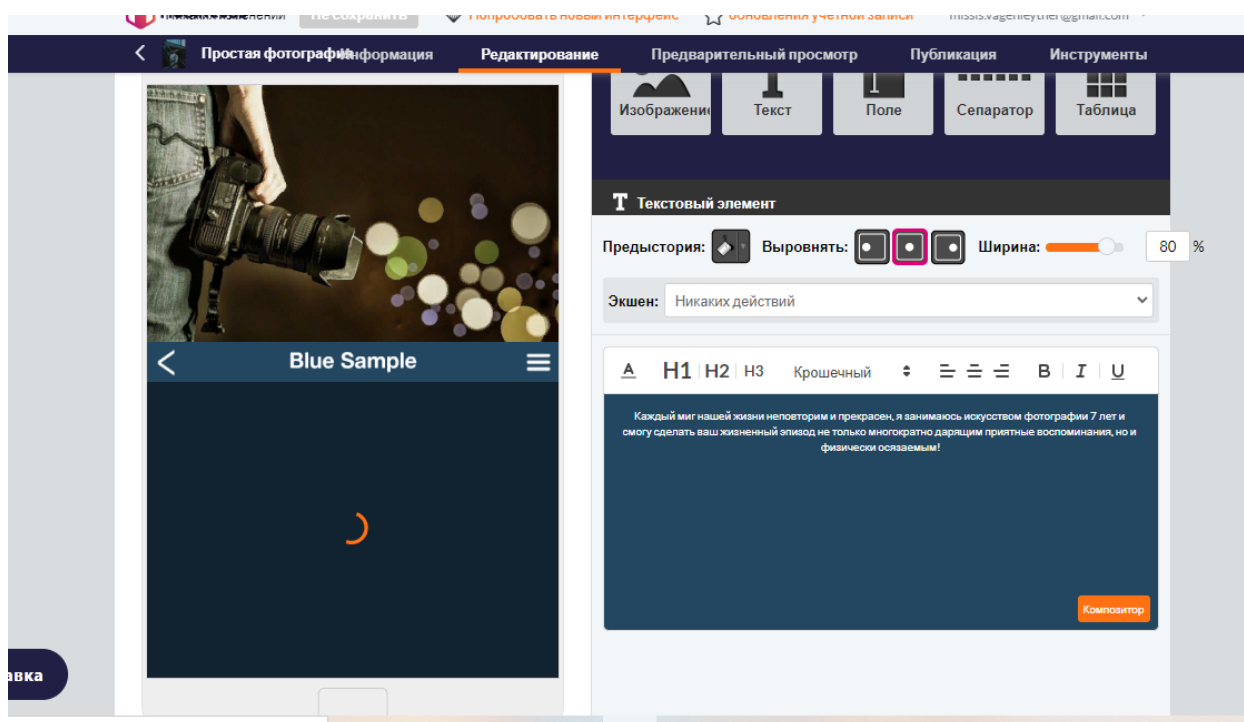 Не сохранить
Попробовать новый интерфейс
обновления учетной записи
Простая фотография
Информация
Редактирование
Предварительный просмотр
Публикация
Инструменты
Изображени
Текст
Поле
Сепаратор
Таблица
T Текстовый элемент
Предыстория:
Выровнять:
Ширина:
80 %
Экшен: Никаких действий
Blue Sample
A H1 H2 H3 Крошечный B I U
Каждый миг нашей жизни неповторим и прекрасен, я занимаюсь искусством фотографии 7 лет и
смогу сделать ваш жизненный эпизод не только многократно дарящим приятные воспоминания, но и
физически осязаемым!
Композитор
авка